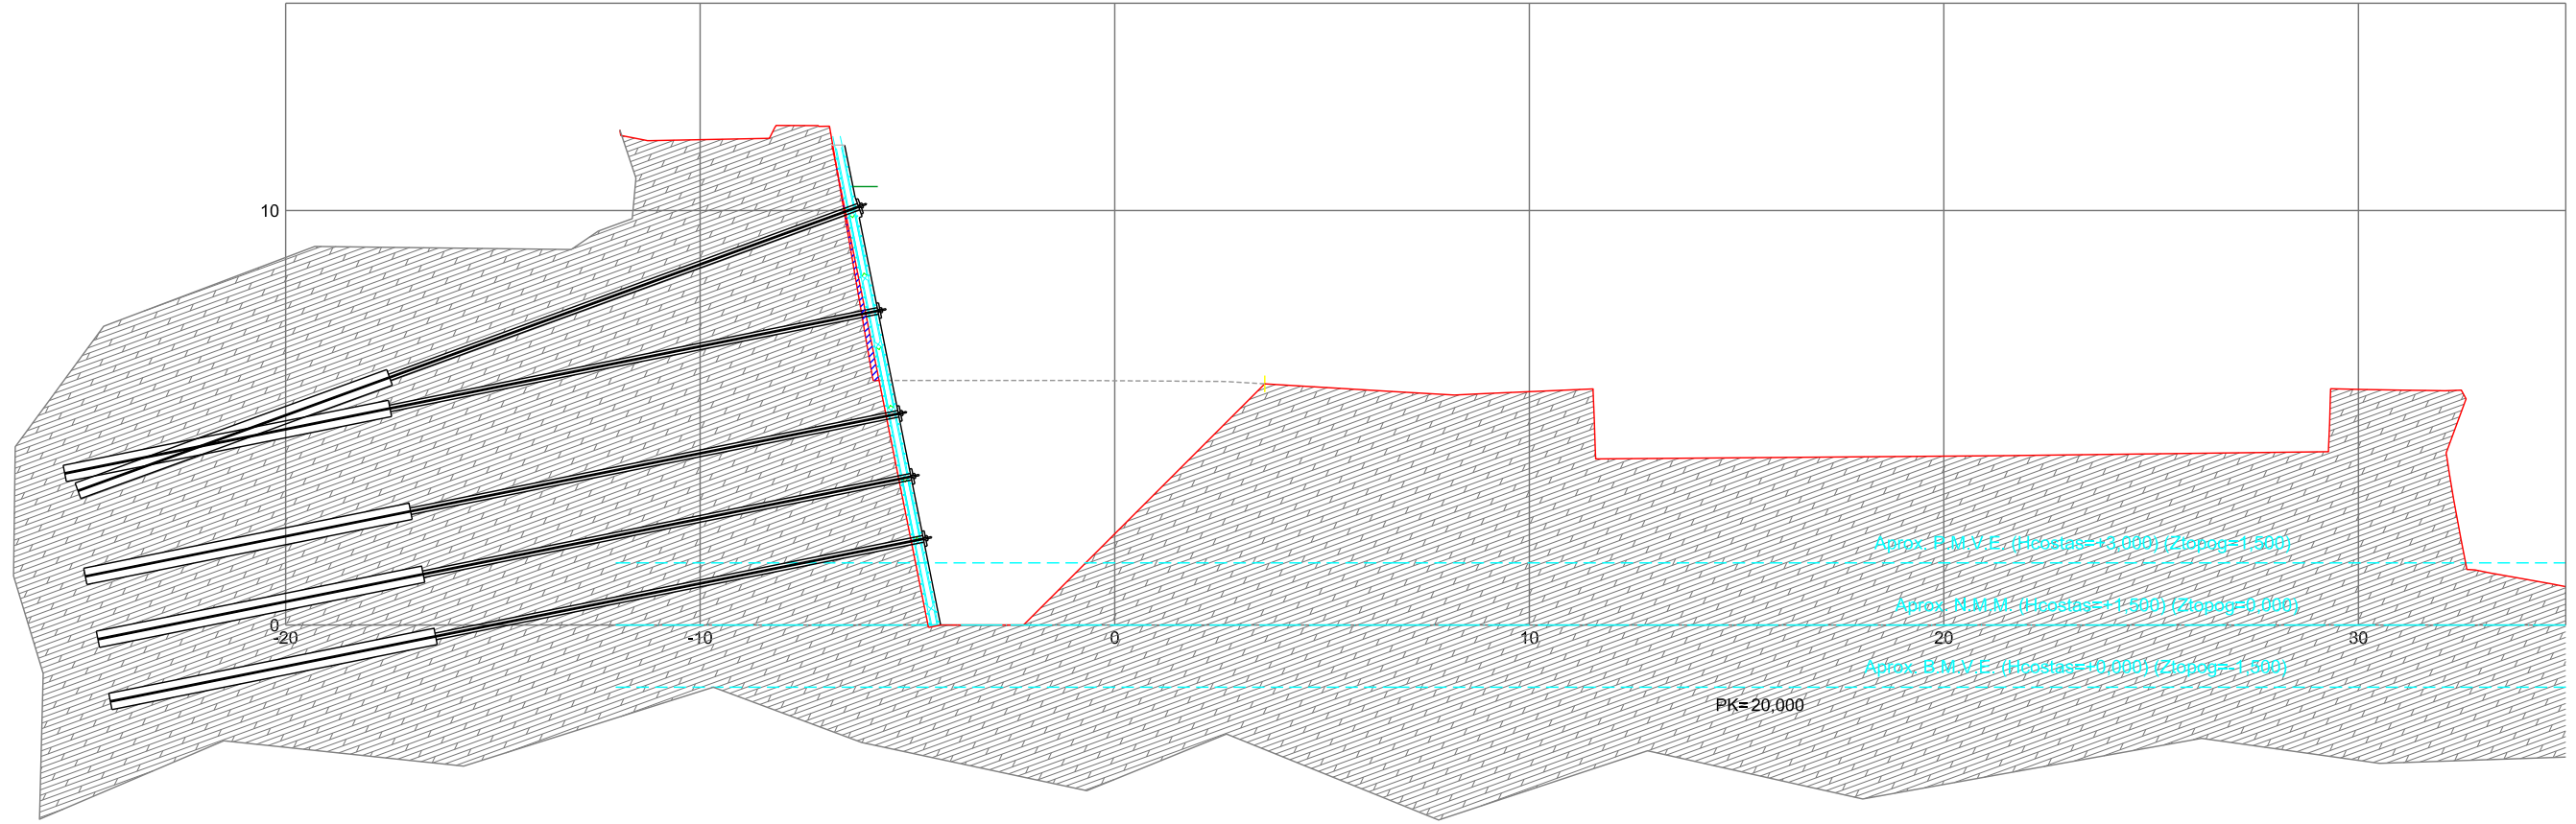 10
Aprox. P.M.V.E. (Hcostas=+3,000) (Ztopog=1,500)
Aprox. N.M.M. (Hcostas=+1,500) (Ztopog=0,000)
0
-20 -10 0 10 20 30
Aprox. B.M.V.E. (Hcostas=+0,000) (Ztopog=-1,500)
PK=20,000